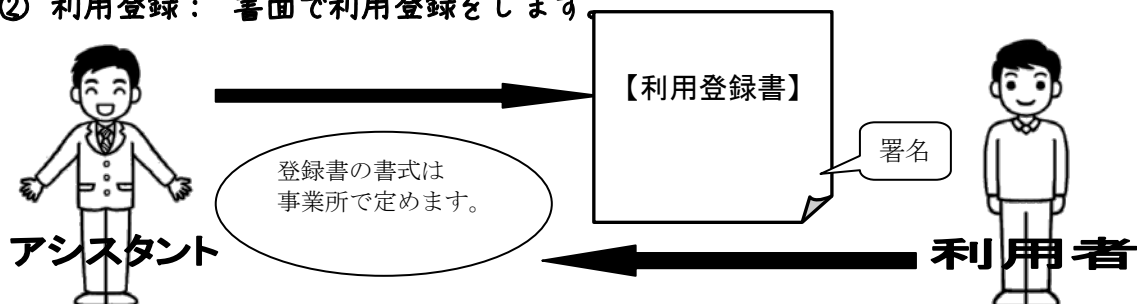 ② 利用登録： 書面で利用登録をします。
【利用登録書】
署名
登録書の書式は
事業所で定めます。
アシスタント
利用者